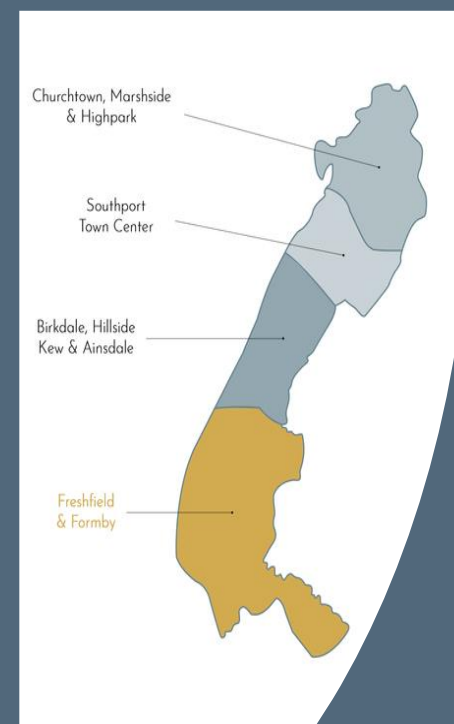 Churchtown, Marshside
& Highpark
Southport
Town Center
Birkdale, Hillside
Kew & Ainsdale
Freshfield
& Formby